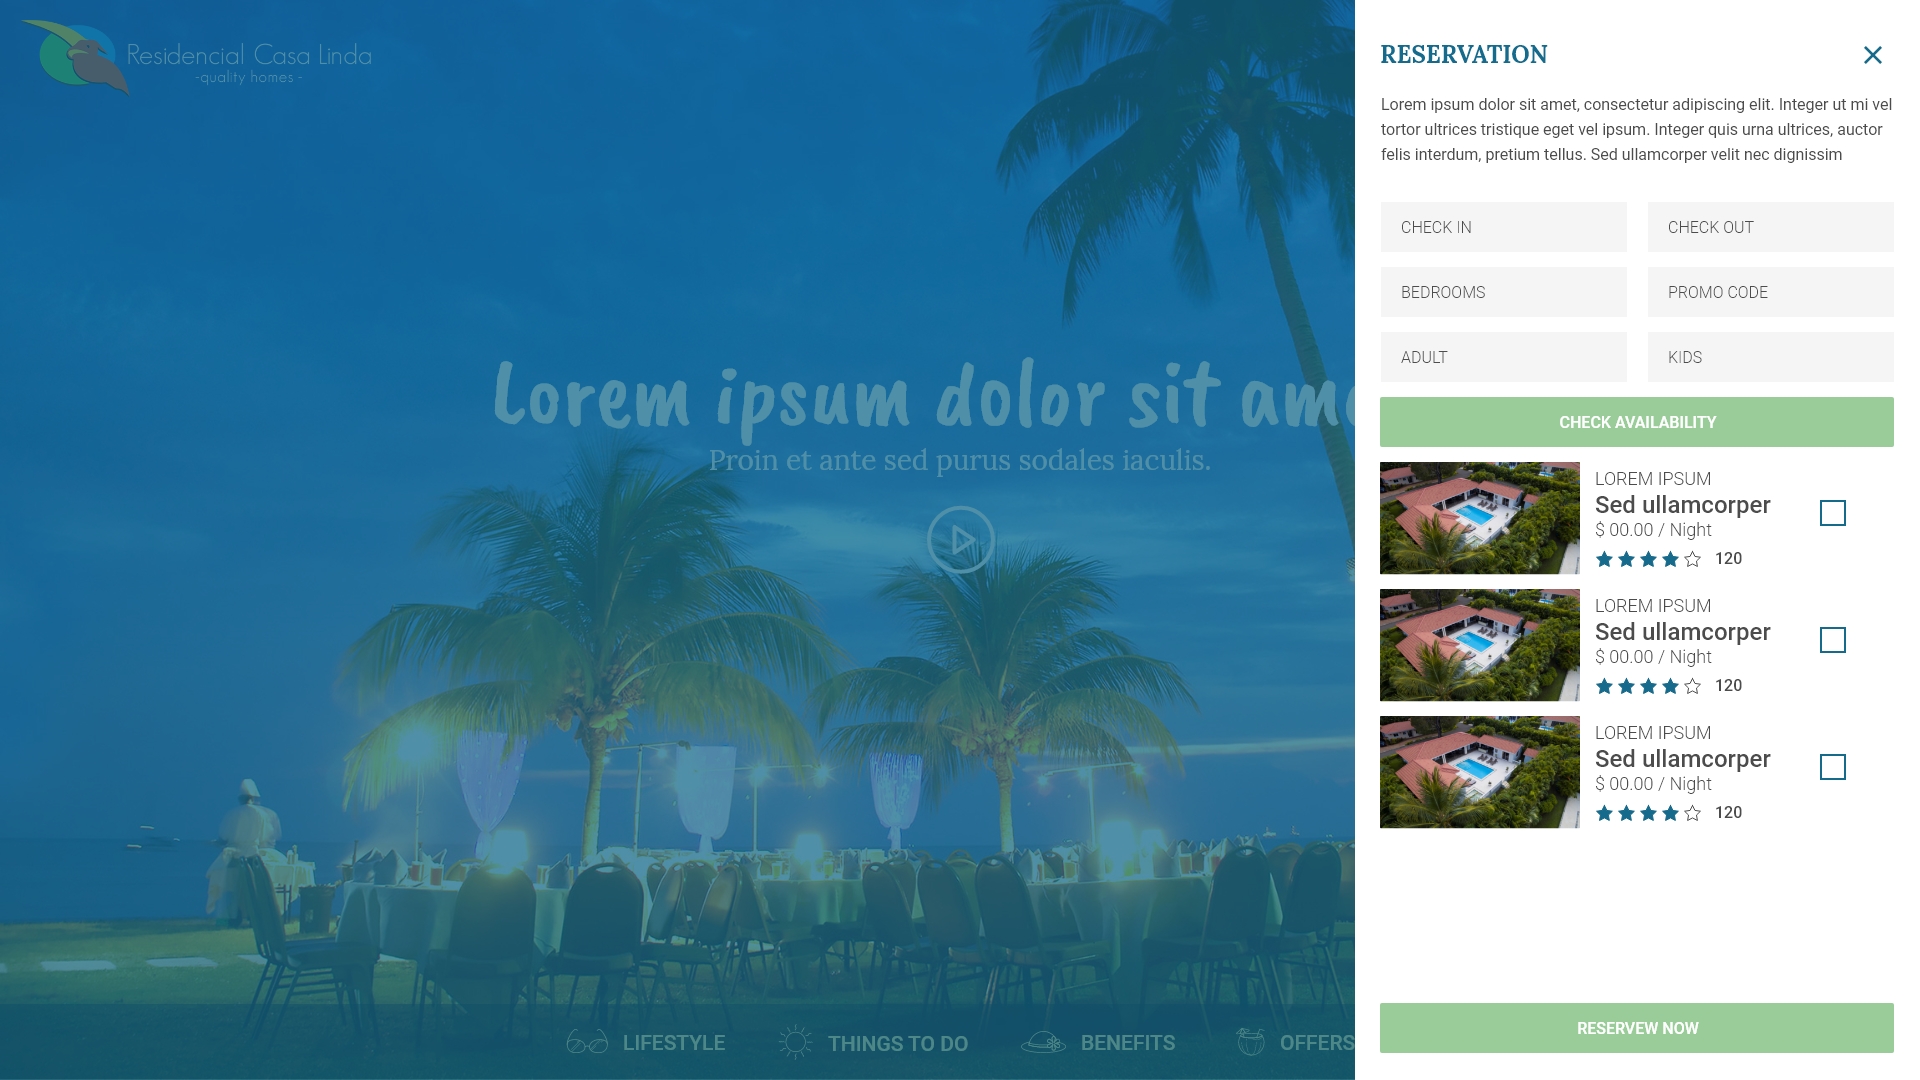 Residencial Casa Linda
-quality homes -
Lorem ipsum dolor sit ame
Proin et ante sed purus sodales iaculis.
LIFESTYLE
THINGS TO DO
BENEFITS
OFFERS
RESERVATION
Lorem ipsum dolor sit amet, consectetur adipiscing elit. Integer ut mi vel
tortor ultrices tristique eget vel ipsum. Integer quis urna ultrices, auctor
felis interdum, pretium tellus. Sed ullamcorper velit nec dignissim
CHECK IN
CHECK OUT
BEDROOMS
PROMO CODE
ADULT
KIDS
CHECK AVAILABILITY
LOREM IPSUM
Sed ullamcorper
$ 00.00 / Night
120
LOREM IPSUM
Sed ullamcorper
$ 00.00 / Night
120
LOREM IPSUM
Sed ullamcorper
$ 00.00 / Night
120
RESERVEW NOW